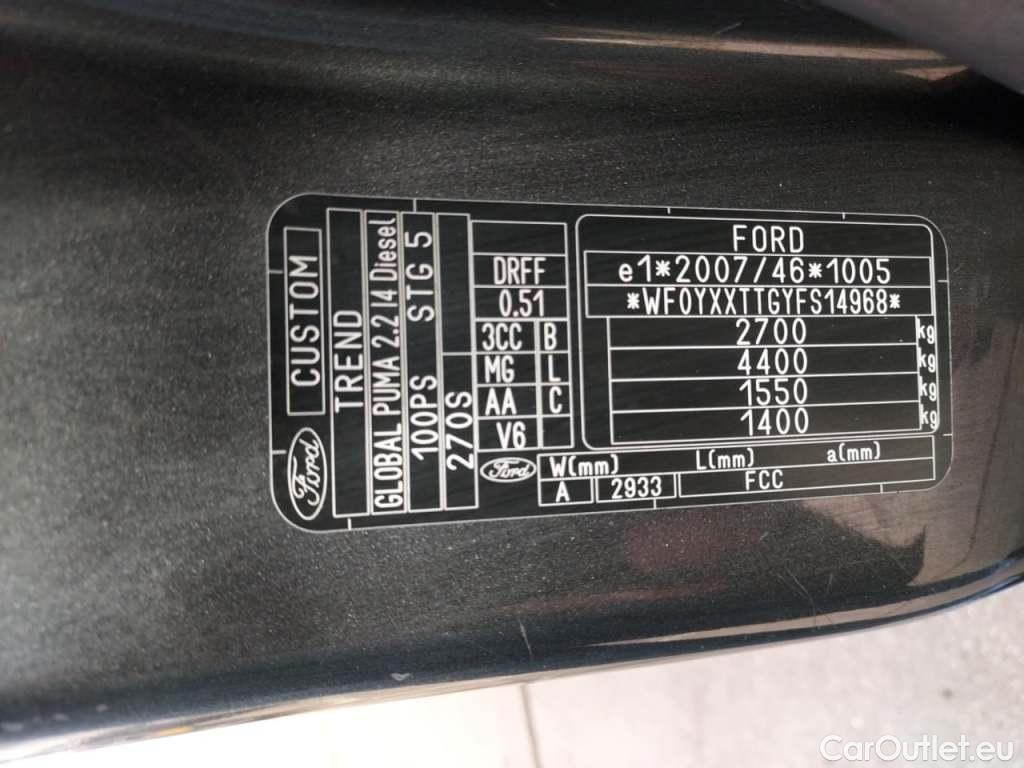 Ford
CUSTOM
TREND
GLOBAL PUMA 2.2 I4 Diesel
100PS STG 5
270S
DRFF
0.51
3CC B
MG L
AA C
V6
FORD
e1*2007/46*1005
*WF0YXXTTGYFS14968*
2700 kg
4400 kg
1550 kg
1400 kg
Ford
W(mm) L(mm) a(mm)
A 2933 FCC
CarOutlet.eu